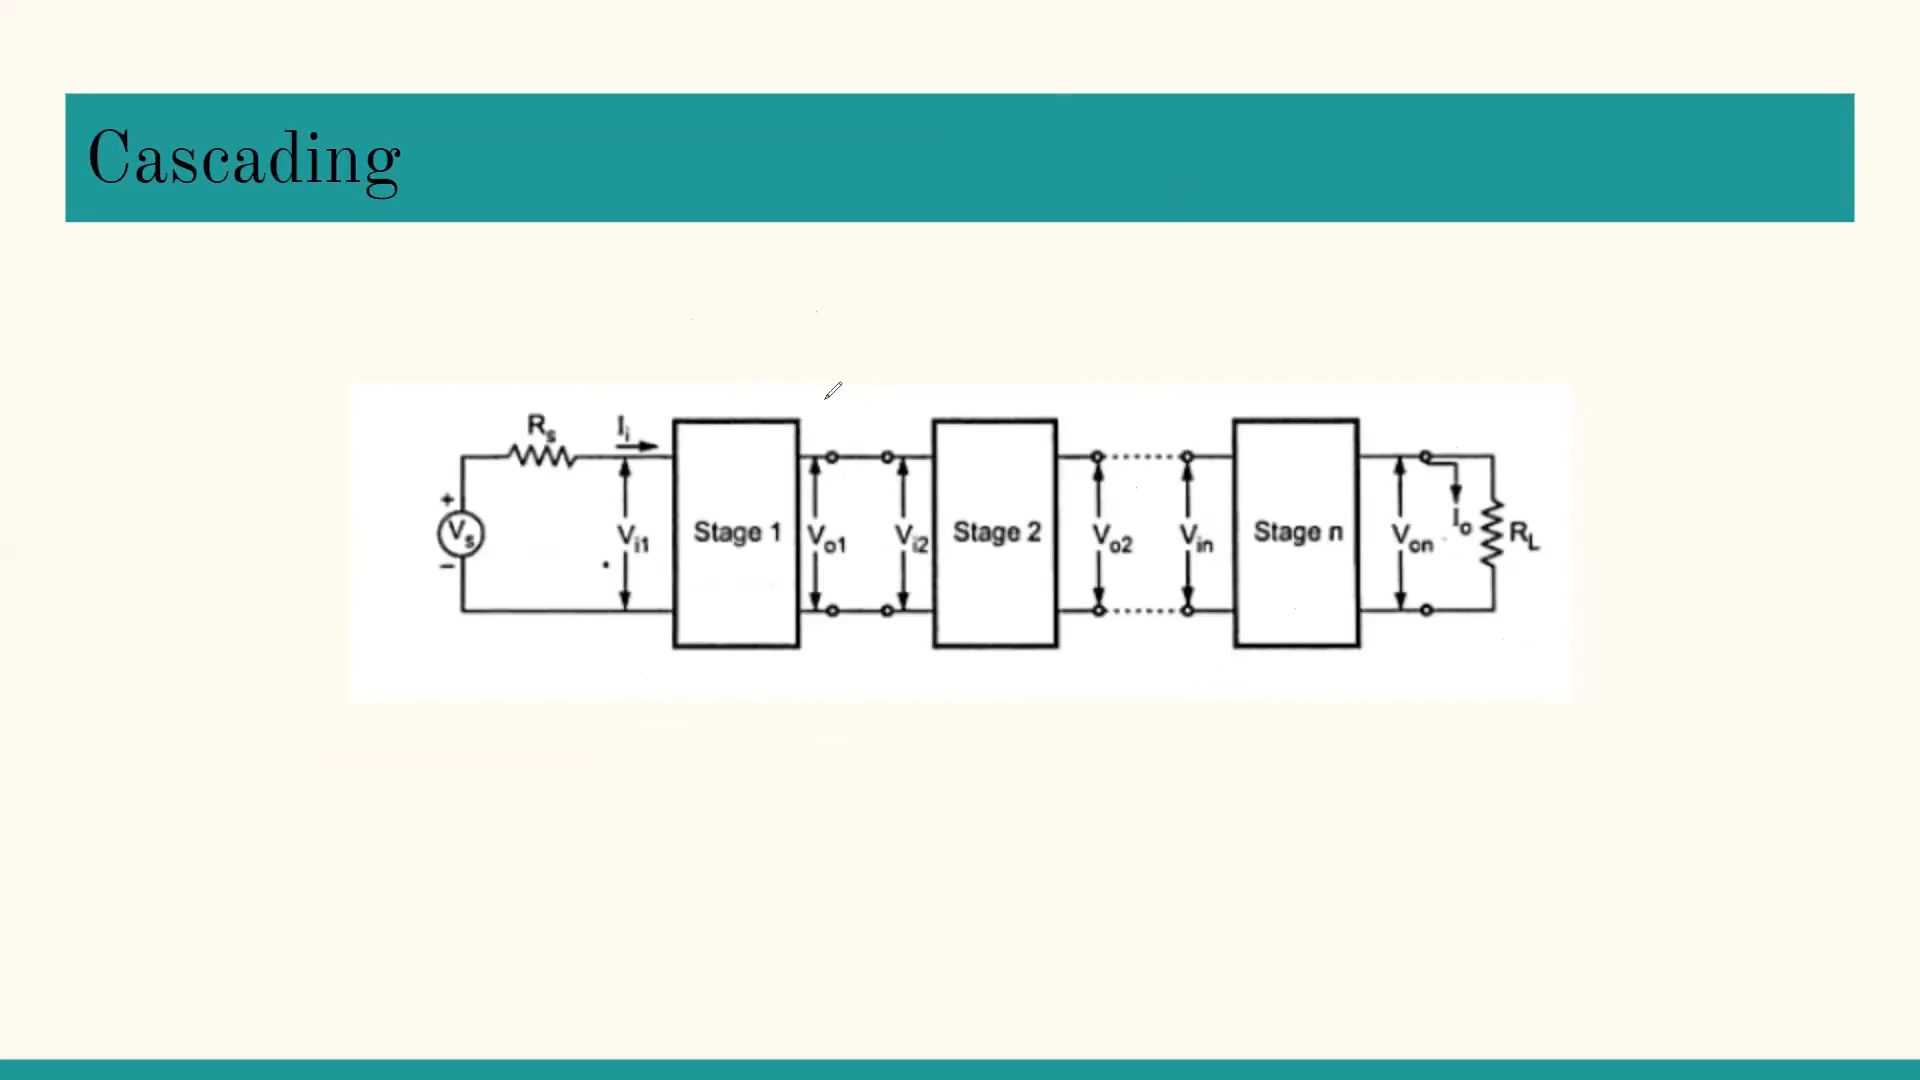 Cascading
Rs Ii
+
Vs Vi1 Stage 1 Vo1 Vi2 Stage 2 Vo2 Vin Stage n Von Io RL
−